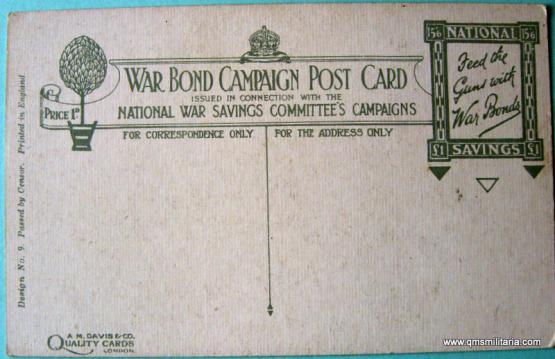 WAR BOND CAMPAIGN POST CARD
ISSUED IN CONNECTION WITH THE
NATIONAL WAR SAVINGS COMMITTEE'S CAMPAIGNS
PRICE 1D
FOR CORRESPONDENCE ONLY
FOR THE ADDRESS ONLY
15/6 NATIONAL 15/6
Feed the
Guns with
War Bonds
£1 SAVINGS £1
Design No. 9. Passed by Censor. Printed in England.
A.M. DAVIS & CO.
QUALITY CARDS
LONDON.
www.qmsmilitaria.com